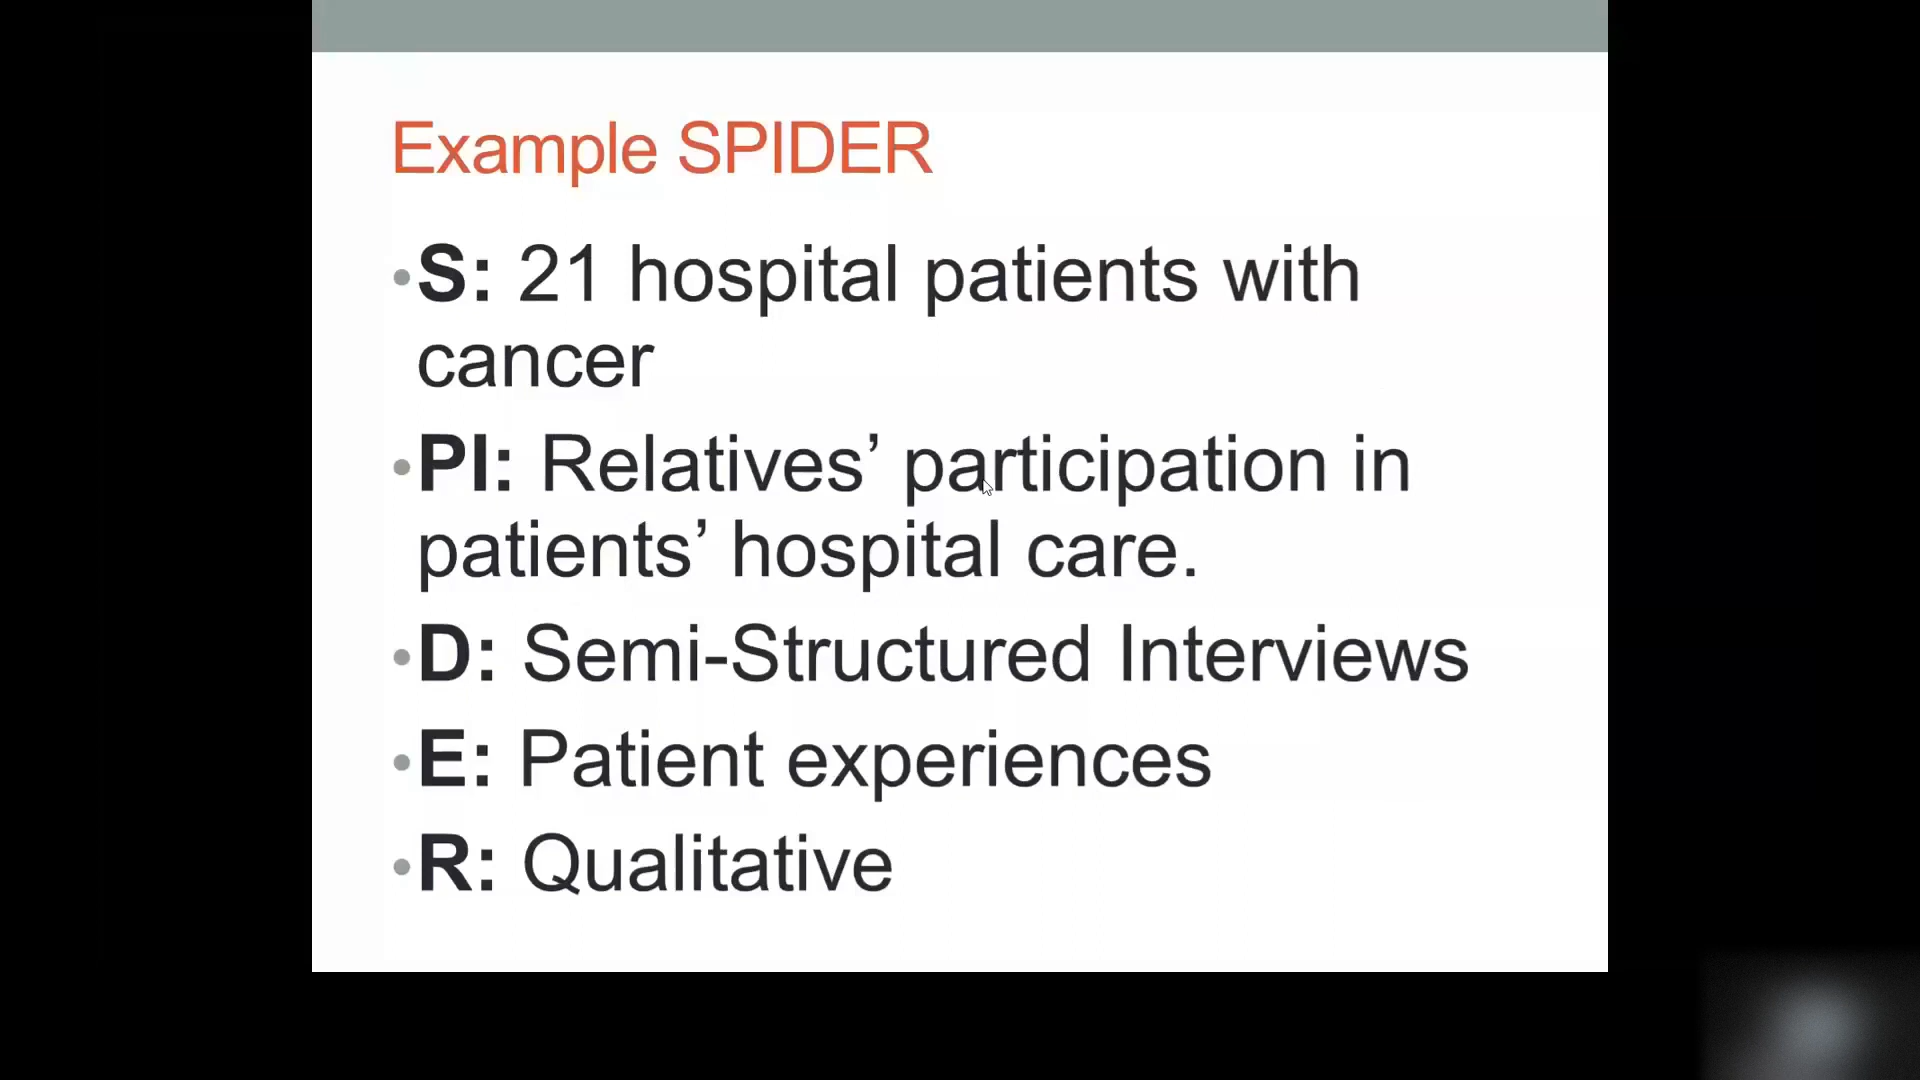 Example SPIDER
•S: 21 hospital patients with
cancer
•PI: Relatives’ participation in
patients’ hospital care.
•D: Semi-Structured Interviews
•E: Patient experiences
•R: Qualitative